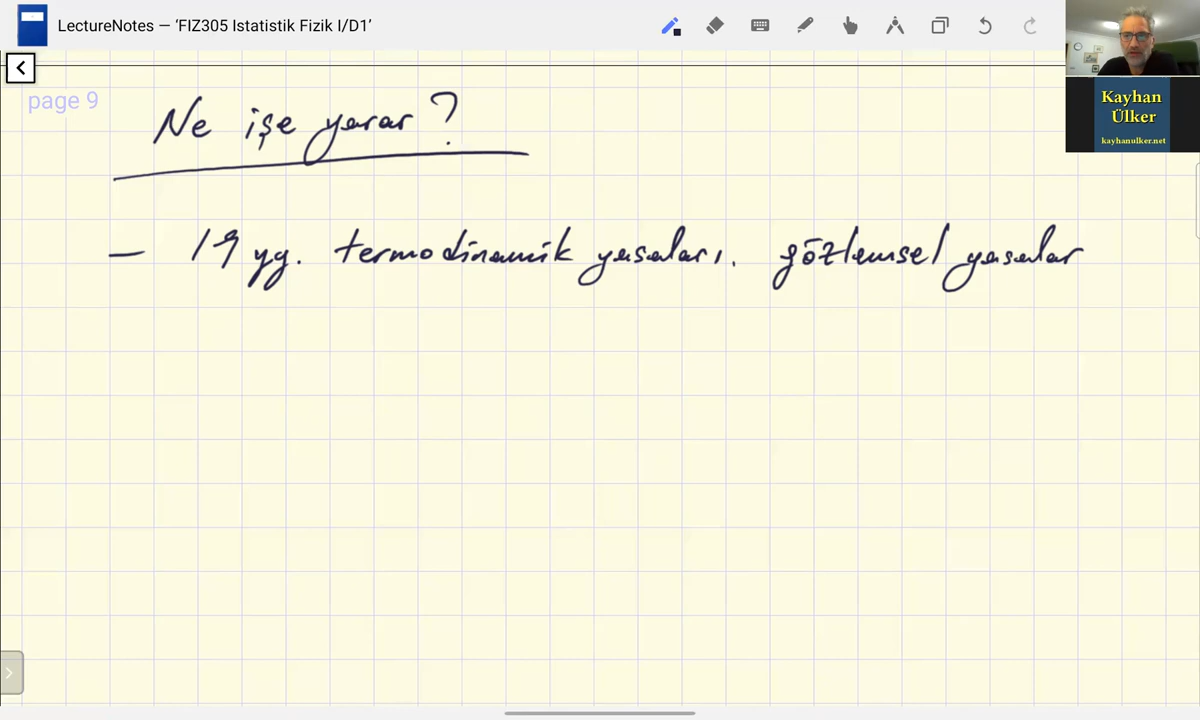 LectureNotes — ‘FIZ305 Istatistik Fizik I/D1’
page 9
Kayhan
Ülker
kayhanulker.net
Ne işe yarar?
— 19 yy. termodinamik yasaları. gözlemsel yasalar